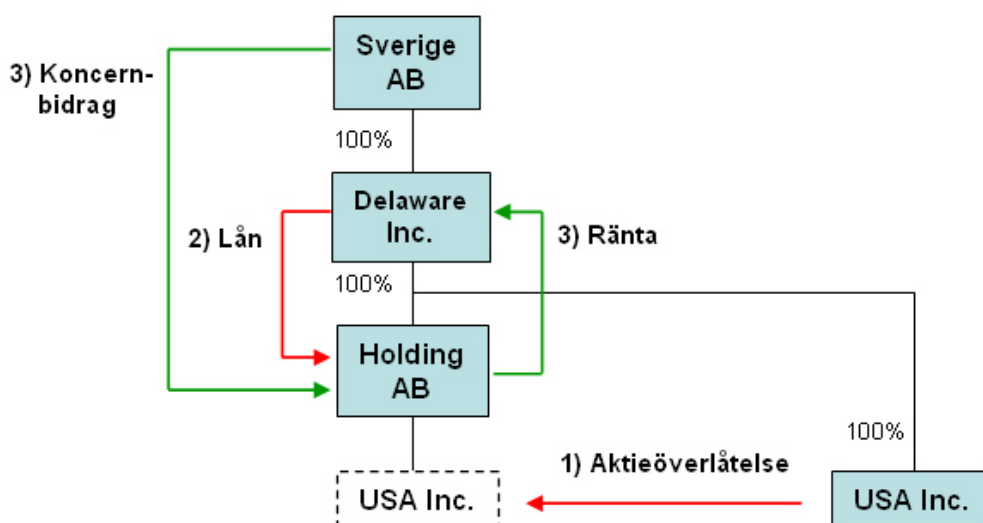 Sverige
AB
3) Koncern-
bidrag
100%
Delaware
Inc.
2) Lån
3) Ränta
100%
Holding
AB
100%
1) Aktieöverlåtelse
USA Inc.
USA Inc.